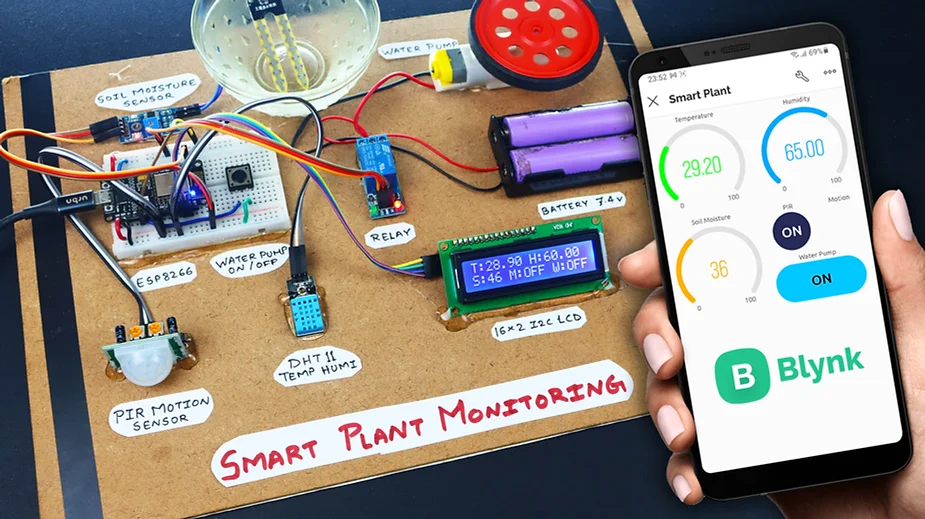 SOIL MOISTURE
SENSOR
WATER PUMP
ESP8266
WATER PUMP
ON/OFF
RELAY
BATTERY 7.4V
T:28.90 H:60.00
S:46 M:OFF W:OFF
16×2 I2C LCD
DHT 11
TEMP HUMI
PIR MOTION
SENSOR
SMART PLANT MONITORING
23:52
69%
Smart Plant
Temperature
29.20
0
100
Humidity
65.00
0
100
Soil Moisture
36
0
100
PIR
Motion
ON
Water Pump
ON
B Blynk